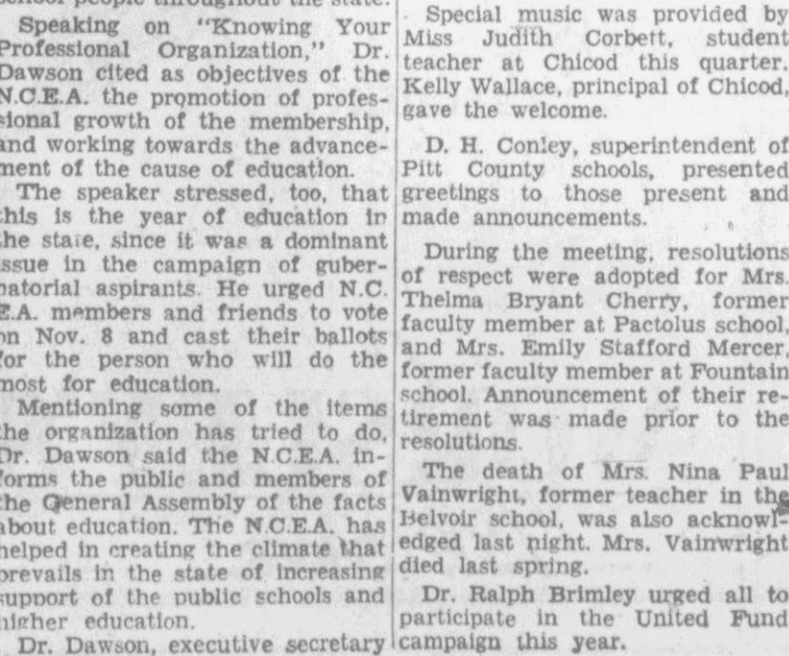 school people throughout the state.
Speaking on "Knowing Your
Professional Organization," Dr.
Dawson cited as objectives of the
N.C.E.A. the promotion of profes-
sional growth of the membership,
and working towards the advance-
ment of the cause of education.
The speaker stressed, too, that
this is the year of education in
the state, since it was a dominant
issue in the campaign of guber-
natorial aspirants. He urged N.C.
E.A. members and friends to vote
on Nov. 8 and cast their ballots
for the person who will do the
most for education.
Mentioning some of the items
the organization has tried to do,
Dr. Dawson said the N.C.E.A. in-
forms the public and members of
the General Assembly of the facts
about education. The N.C.E.A. has
helped in creating the climate that
prevails in the state of increasing
support of the public schools and
higher education.
Dr. Dawson, executive secretary
Special music was provided by
Miss Judith Corbett, student
teacher at Chicod this quarter.
Kelly Wallace, principal of Chicod,
gave the welcome.
D. H. Conley, superintendent of
Pitt County schools, presented
greetings to those present and
made announcements.
During the meeting, resolutions
of respect were adopted for Mrs.
Thelma Bryant Cherry, former
faculty member at Pactolus school,
and Mrs. Emily Stafford Mercer,
former faculty member at Fountain
school. Announcement of their re-
tirement was made prior to the
resolutions.
The death of Mrs. Nina Paul
Vainwright, former teacher in the
Belvoir school, was also acknowl-
edged last night. Mrs. Vainwright
died last spring.
Dr. Ralph Brimley urged all to
participate in the United Fund
campaign this year.